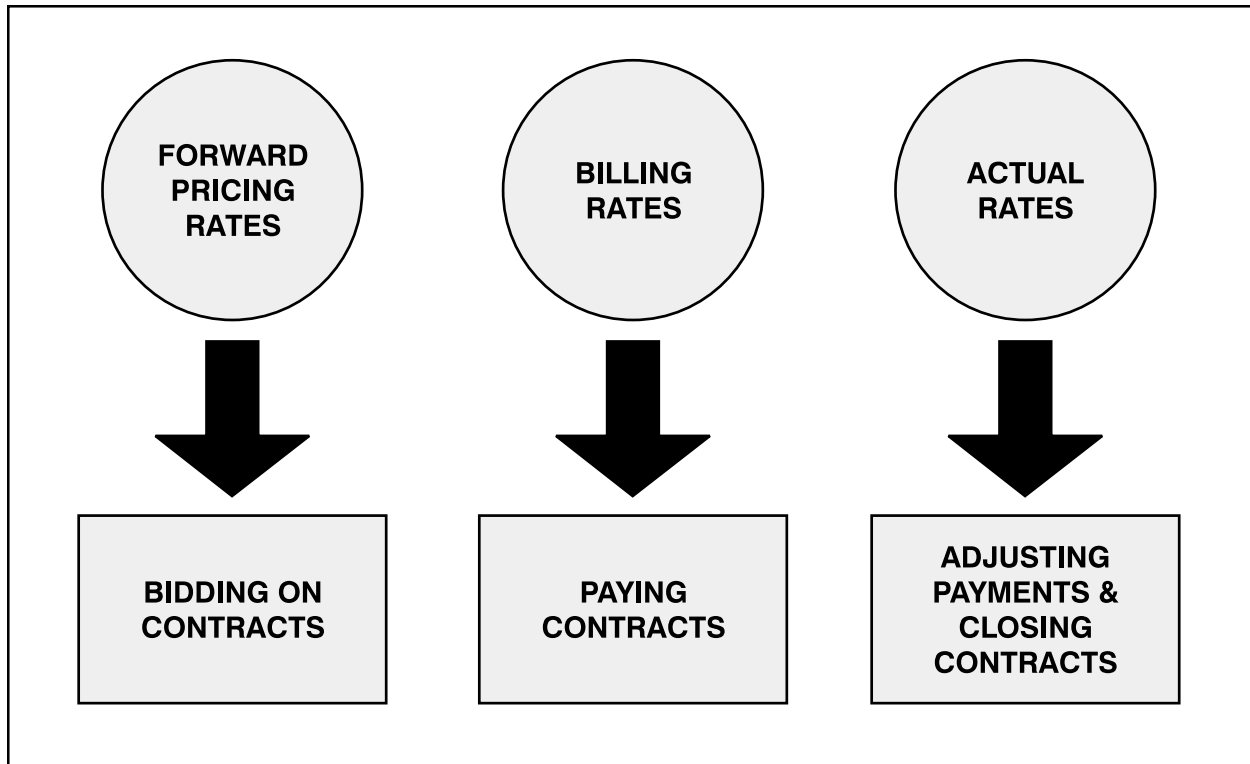 FORWARD
PRICING
RATES
BILLING
RATES
ACTUAL
RATES
BIDDING ON
CONTRACTS
PAYING
CONTRACTS
ADJUSTING
PAYMENTS &
CLOSING
CONTRACTS